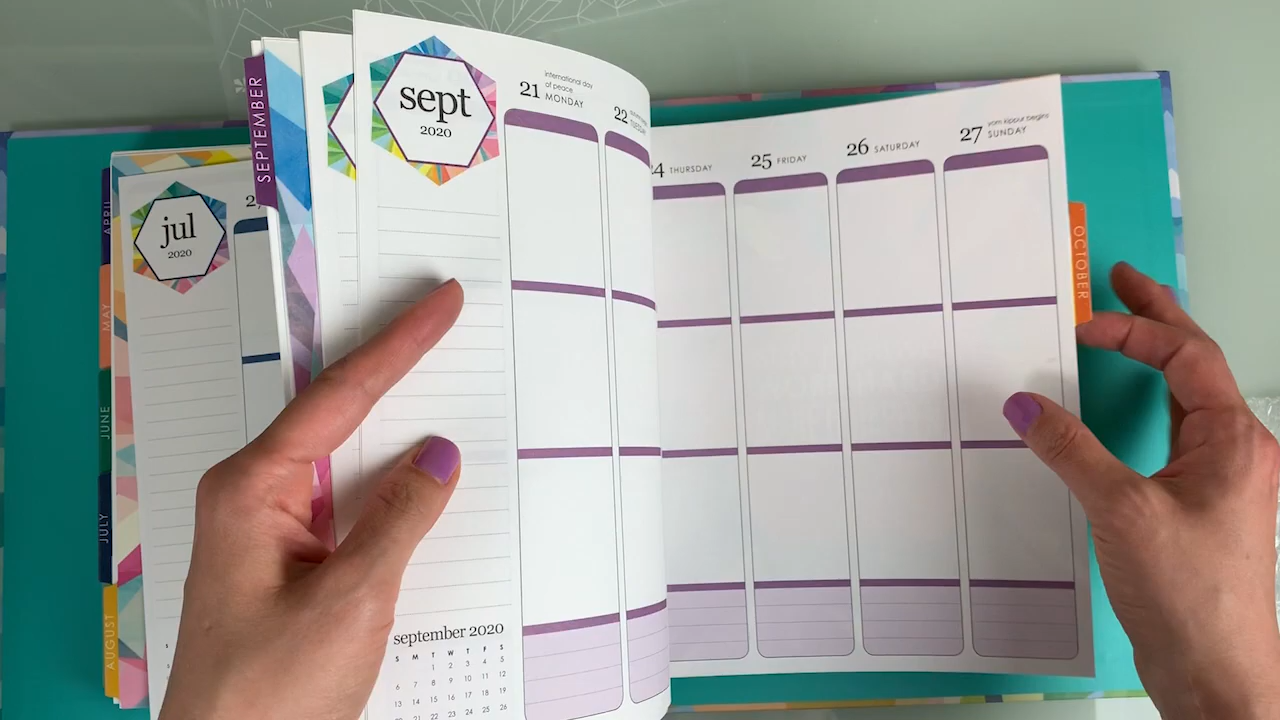 SEPTEMBER
APRIL
MAY
JUNE
JULY
AUGUST
jul
2020
sept
2020
21
international day
of peace
MONDAY
22
THURSDAY
25 FRIDAY
26 SATURDAY
27
yom kippur begins
SUNDAY
OCTOBER
september 2020
S M T W T F S
1 2 3 4 5
6 7 8 9 10 11 12
13 14 15 16 17 18 19
25 26